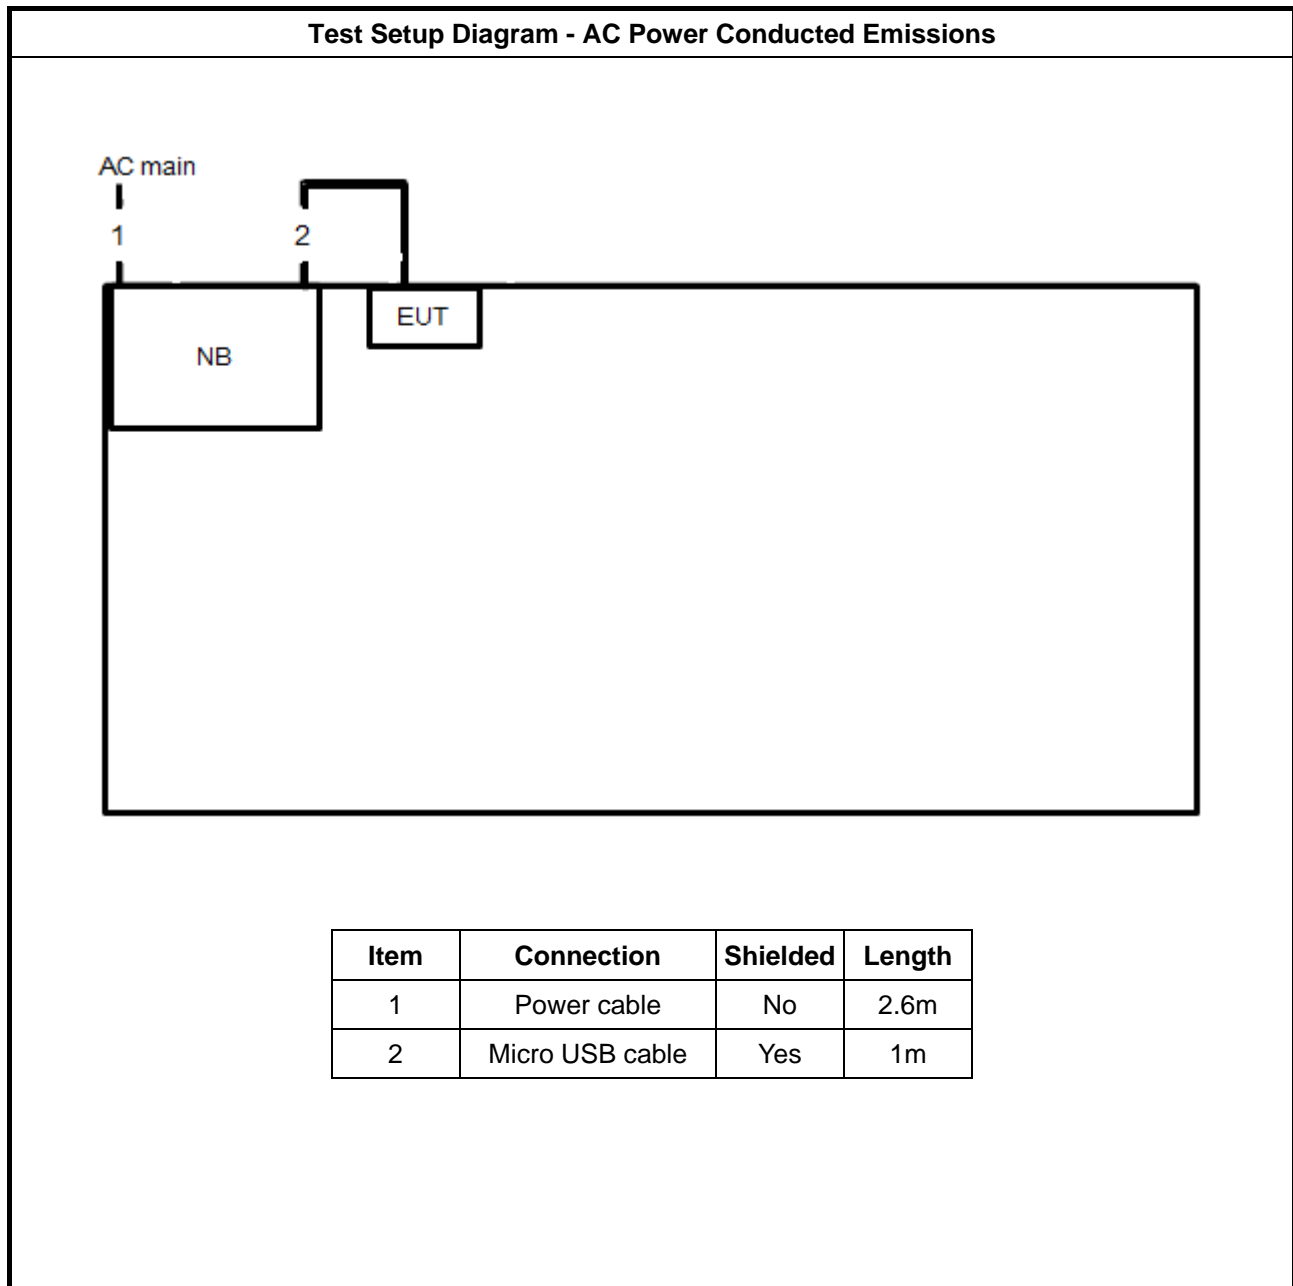 Test Setup Diagram - AC Power Conducted Emissions
AC main
1
2
EUT
NB
Item Connection Shielded Length
1 Power cable No 2.6m
2 Micro USB cable Yes 1m